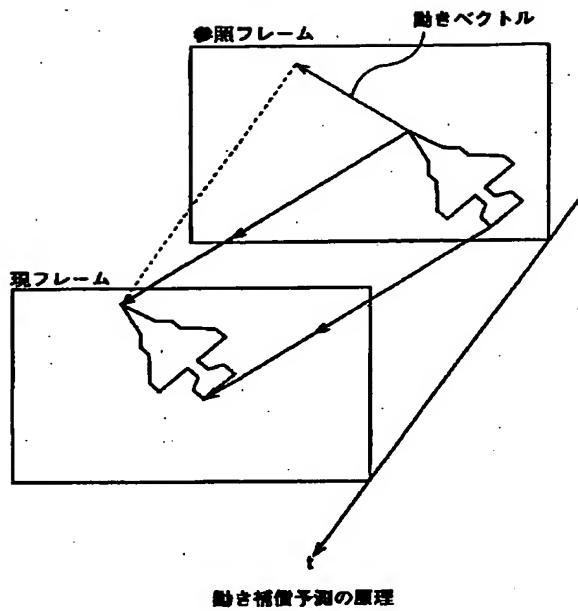 動きベクトル
参照フレーム
現フレーム
t
動き補償予測の原理